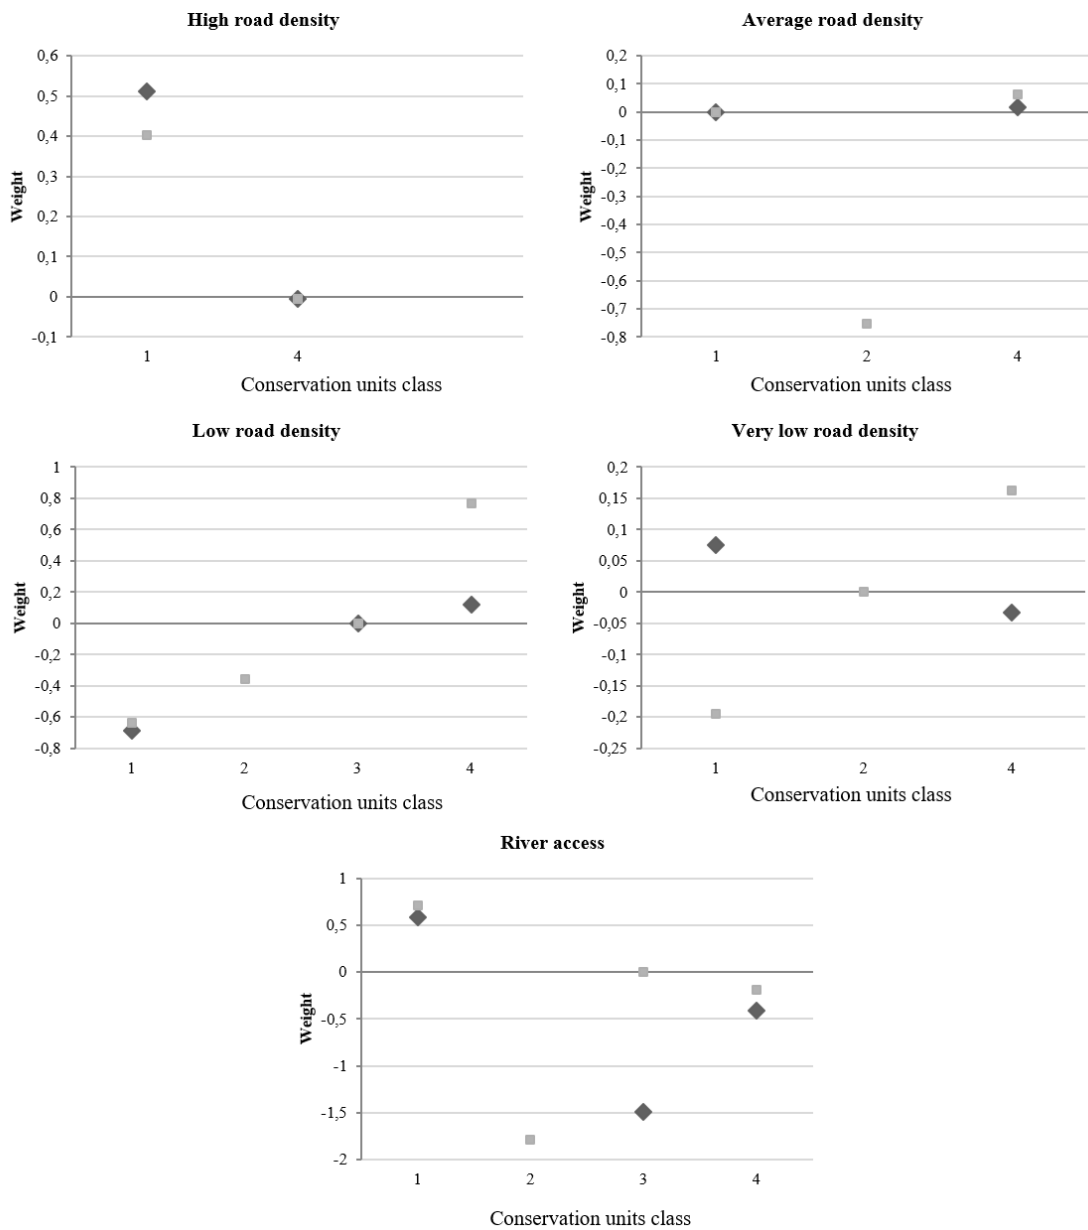 High road density
0,6
0,5
0,4
0,3
0,2
0,1
0
-0,1
Weight
1 4
Conservation units class
Average road density
0,2
0,1
0
-0,1
-0,2
-0,3
-0,4
-0,5
-0,6
-0,7
-0,8
Weight
1 2 4
Conservation units class
Low road density
1
0,8
0,6
0,4
0,2
0
-0,2
-0,4
-0,6
-0,8
Weight
1 2 3 4
Conservation units class
Very low road density
0,2
0,15
0,1
0,05
0
-0,05
-0,1
-0,15
-0,2
-0,25
Weight
1 2 4
Conservation units class
River access
1
0,5
0
-0,5
-1
-1,5
-2
Weight
1 2 3 4
Conservation units class